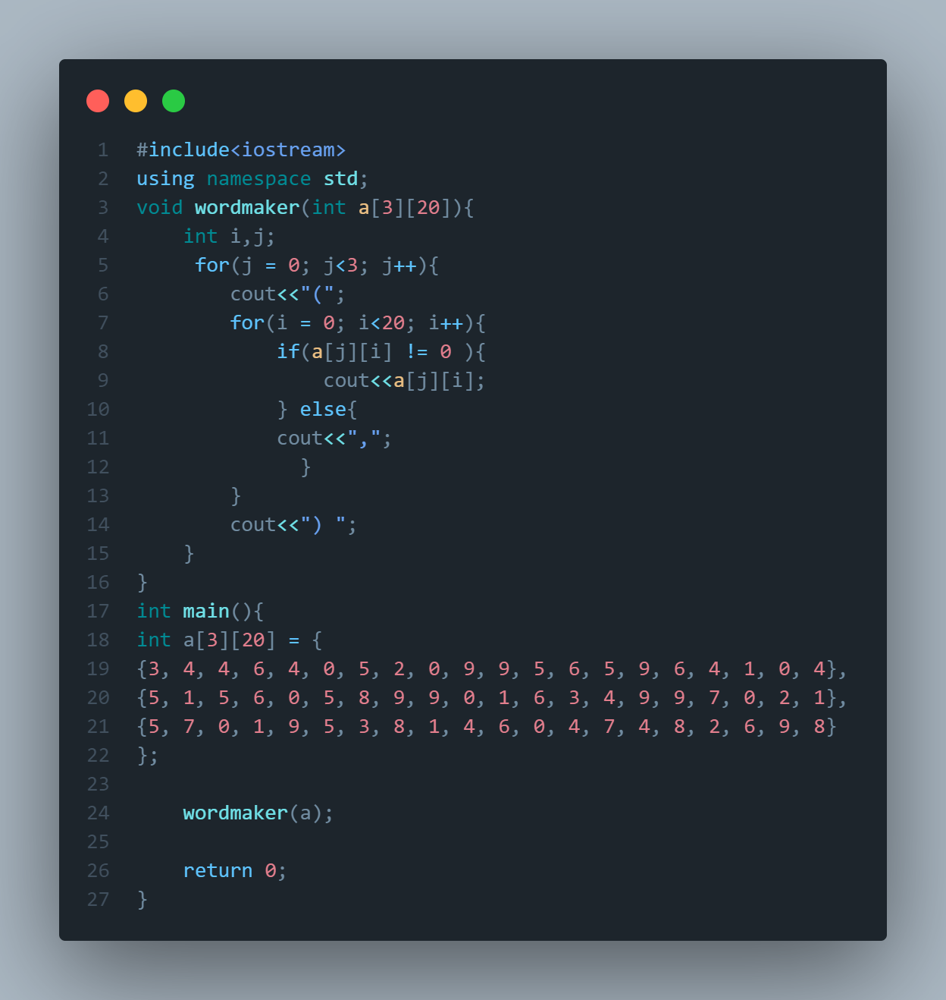 1 #include<iostream>
2 using namespace std;
3 void wordmaker(int a[3][20]){
4     int i,j;
5      for(j = 0; j<3; j++){
6         cout<<"(";
7         for(i = 0; i<20; i++){
8             if(a[j][i] != 0 ){
9                 cout<<a[j][i];
10             } else{
11             cout<<",";
12               }
13         }
14         cout<<") ";
15     }
16 }
17 int main(){
18 int a[3][20] = {
19 {3, 4, 4, 6, 4, 0, 5, 2, 0, 9, 9, 5, 6, 5, 9, 6, 4, 1, 0, 4},
20 {5, 1, 5, 6, 0, 5, 8, 9, 9, 0, 1, 6, 3, 4, 9, 9, 7, 0, 2, 1},
21 {5, 7, 0, 1, 9, 5, 3, 8, 1, 4, 6, 0, 4, 7, 4, 8, 2, 6, 9, 8}
22 };
23
24     wordmaker(a);
25
26     return 0;
27 }